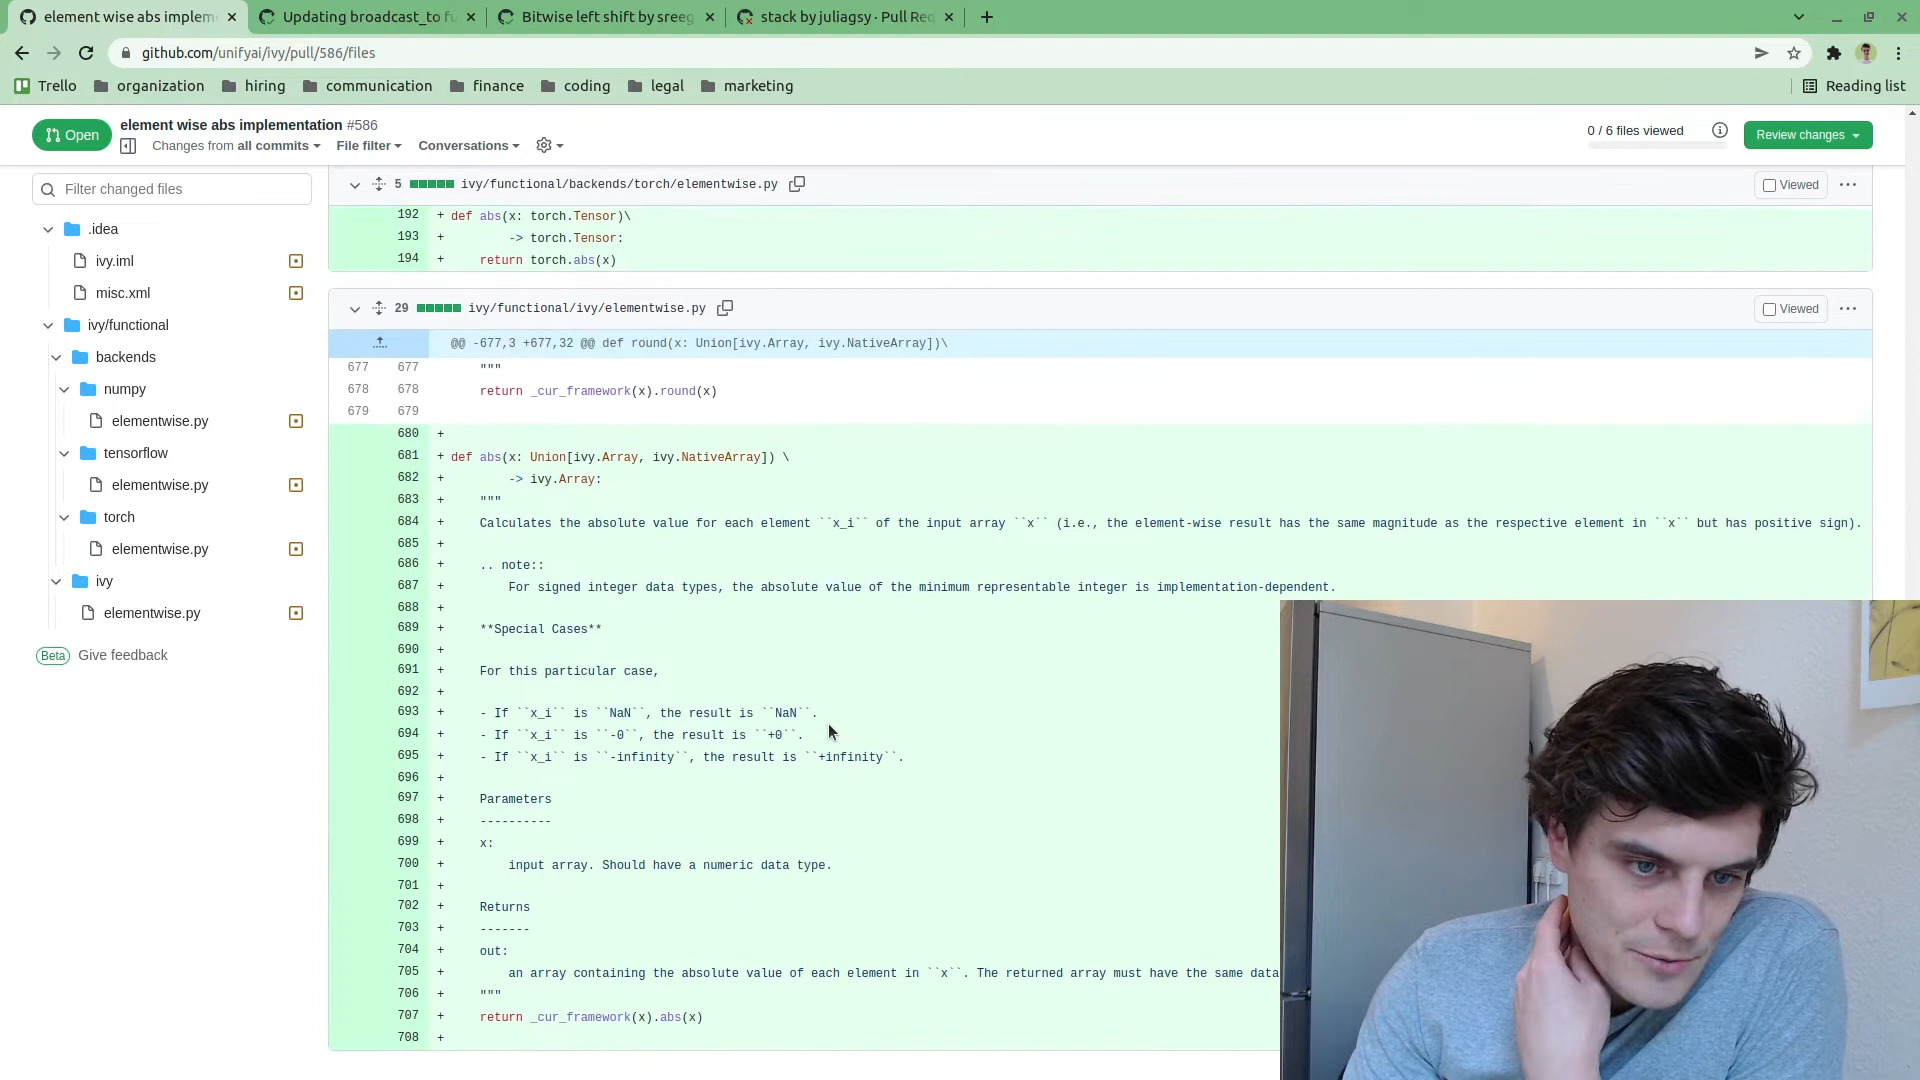 element wise abs implem
Updating broadcast_to fu
Bitwise left shift by sreeg
stack by juliagsy · Pull Req
github.com/unifyai/ivy/pull/586/files
Trello
organization
hiring
communication
finance
coding
legal
marketing
Reading list
Open
element wise abs implementation #586
Changes from all commits
File filter
Conversations
0 / 6 files viewed
Review changes
Filter changed files
.idea
ivy.iml
misc.xml
ivy/functional
backends
numpy
elementwise.py
tensorflow
elementwise.py
torch
elementwise.py
ivy
elementwise.py
Beta Give feedback
5 ivy/functional/backends/torch/elementwise.py
Viewed
192 + def abs(x: torch.Tensor)\
193 + -> torch.Tensor:
194 + return torch.abs(x)
29 ivy/functional/ivy/elementwise.py
Viewed
@@ -677,3 +677,32 @@ def round(x: Union[ivy.Array, ivy.NativeArray])\
677 677 """
678 678 return _cur_framework(x).round(x)
679 679
680 +
681 + def abs(x: Union[ivy.Array, ivy.NativeArray]) \
682 + -> ivy.Array:
683 + """
684 + Calculates the absolute value for each element ``x_i`` of the input array ``x`` (i.e., the element-wise result has the same magnitude as the respective element in ``x`` but has positive sign).
685 +
686 + .. note::
687 + For signed integer data types, the absolute value of the minimum representable integer is implementation-dependent.
688 +
689 + **Special Cases**
690 +
691 + For this particular case,
692 +
693 + - If ``x_i`` is ``NaN``, the result is ``NaN``.
694 + - If ``x_i`` is ``-0``, the result is ``+0``.
695 + - If ``x_i`` is ``-infinity``, the result is ``+infinity``.
696 +
697 + Parameters
698 + ----------
699 + x:
700 + input array. Should have a numeric data type.
701 +
702 + Returns
703 + -------
704 + out:
705 + an array containing the absolute value of each element in ``x``. The returned array must have the same data
706 + """
707 + return _cur_framework(x).abs(x)
708 +